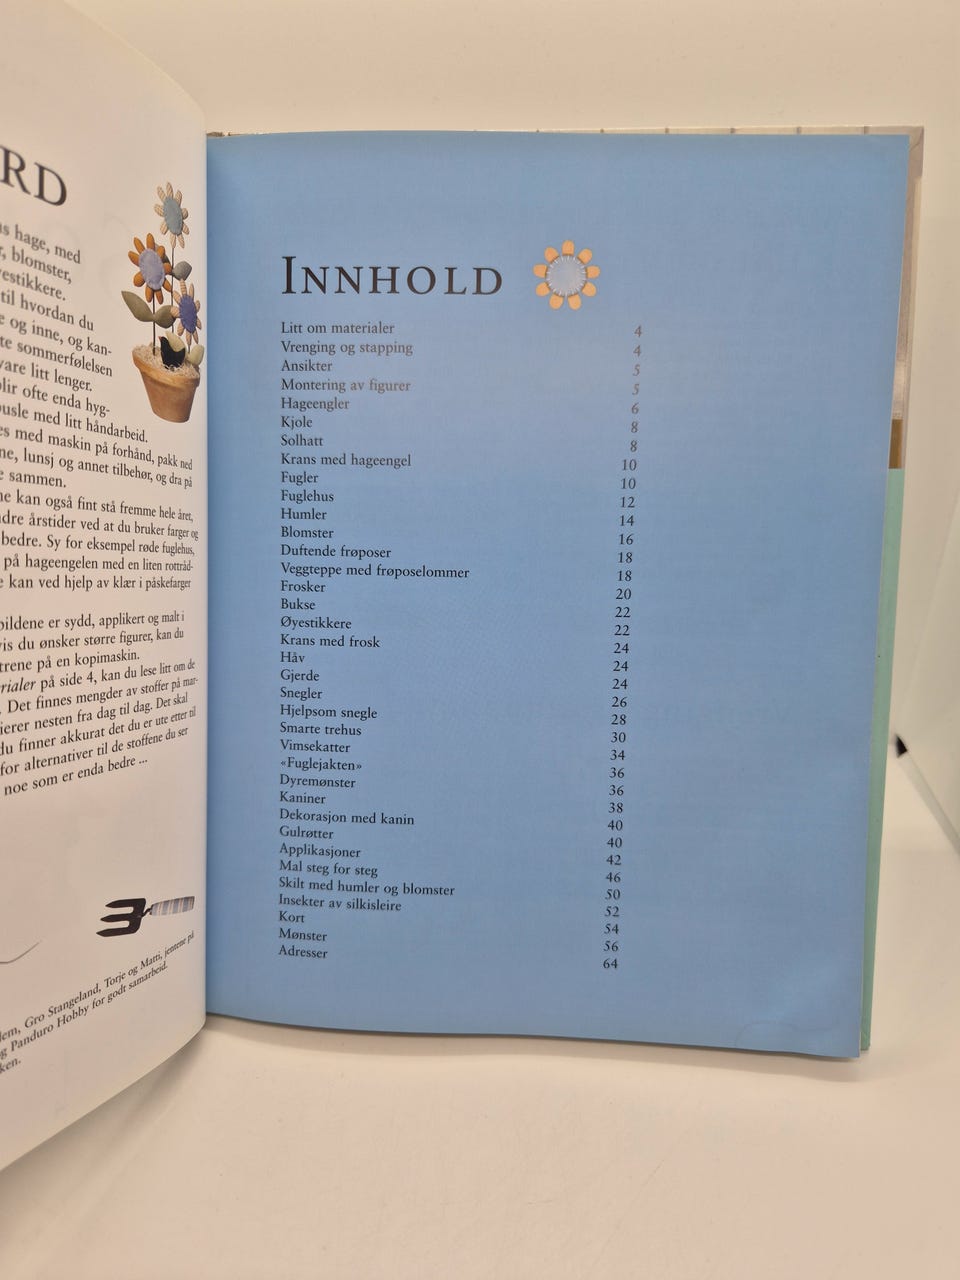 RD
s hage, med
r, blomster,
yestikkere.
til hvordan du
e og inne, og kan-
te sommerfølelsen
vare litt lenger.
lir ofte enda hyg-
usle med litt håndarbeid.
es med maskin på forhånd, pakk ned
ne, lunsj og annet tilbehør, og dra på
e sammen.
ne kan også fint stå fremme hele året,
dre årstider ved at du bruker farger og
bedre. Sy for eksempel røde fuglehus,
på hageengelen med en liten rottråd-
e kan ved hjelp av klær i påskefarger
bildene er sydd, applikert og malt i
vis du ønsker større figurer, kan du
trene på en kopimaskin.
rialer på side 4, kan du lese litt om de
. Det finnes mengder av stoffer på mar-
ierer nesten fra dag til dag. Det skal
du finner akkurat det du er ute etter til
for alternativer til de stoffene du ser
noe som er enda bedre ...
lem, Gro Stangeland, Torje og Matti, jentene på
g Panduro Hobby for godt samarbeid.
ken.
INNHOLD
Litt om materialer 4
Vrenging og stapping 4
Ansikter 5
Montering av figurer 5
Hageengler 6
Kjole 8
Solhatt 8
Krans med hageengel 10
Fugler 10
Fuglehus 12
Humler 14
Blomster 16
Duftende frøposer 18
Veggteppe med frøposelommer 18
Frosker 20
Bukse 22
Øyestikkere 22
Krans med frosk 24
Håv 24
Gjerde 24
Snegler 26
Hjelpsom snegle 28
Smarte trehus 30
Vimsekatter 34
«Fuglejakten» 36
Dyremønster 36
Kaniner 38
Dekorasjon med kanin 40
Gulrøtter 40
Applikasjoner 42
Mal steg for steg 46
Skilt med humler og blomster 50
Insekter av silkisleire 52
Kort 54
Mønster 56
Adresser 64